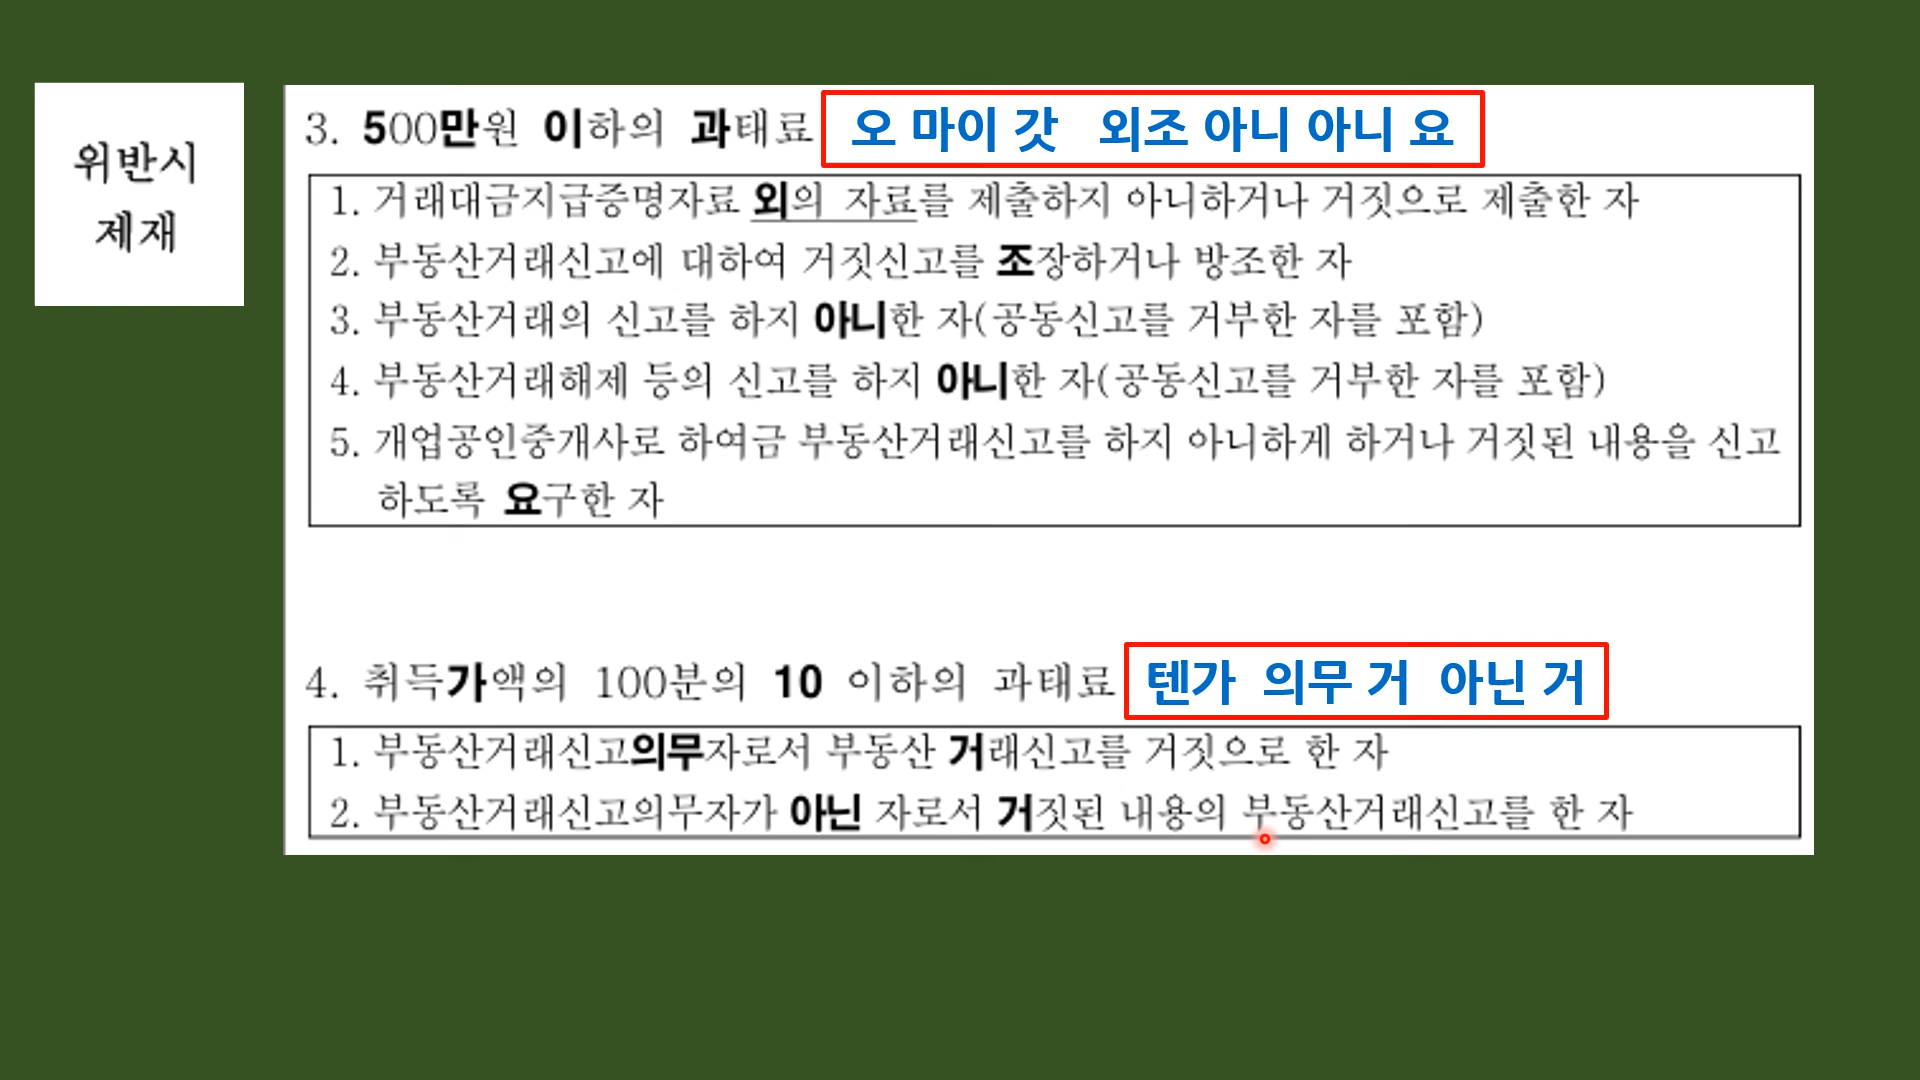 위반시
제재
3. 500만원 이하의 과태료 오 마이 갓 외조 아니 아니 요
1. 거래대금지급증명자료 외의 자료를 제출하지 아니하거나 거짓으로 제출한 자
2. 부동산거래신고에 대하여 거짓신고를 조장하거나 방조한 자
3. 부동산거래의 신고를 하지 아니한 자(공동신고를 거부한 자를 포함)
4. 부동산거래해제 등의 신고를 하지 아니한 자(공동신고를 거부한 자를 포함)
5. 개업공인중개사로 하여금 부동산거래신고를 하지 아니하게 하거나 거짓된 내용을 신고
하도록 요구한 자
4. 취득가액의 100분의 10 이하의 과태료 텐가 의무 거 아닌 거
1. 부동산거래신고의무자로서 부동산 거래신고를 거짓으로 한 자
2. 부동산거래신고의무자가 아닌 자로서 거짓된 내용의 부동산거래신고를 한 자